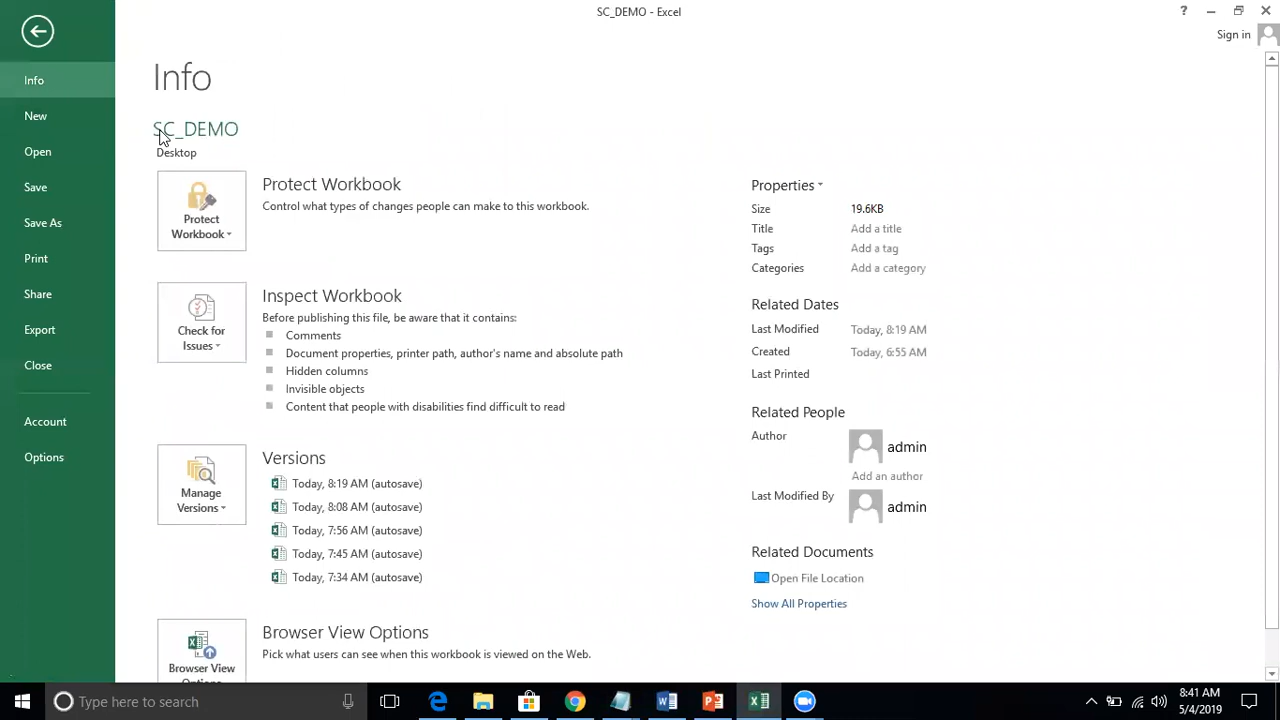 SC_DEMO - Excel
?
Sign in
Info
New
Open
Save
Save As
Print
Share
Export
Close
Account
Options
Info
SC_DEMO
Desktop
Protect Workbook
Protect Workbook
Control what types of changes people can make to this workbook.
Check for Issues
Inspect Workbook
Before publishing this file, be aware that it contains:
Comments
Document properties, printer path, author's name and absolute path
Hidden columns
Invisible objects
Content that people with disabilities find difficult to read
Manage Versions
Versions
Today, 8:19 AM (autosave)
Today, 8:08 AM (autosave)
Today, 7:56 AM (autosave)
Today, 7:45 AM (autosave)
Today, 7:34 AM (autosave)
Browser View Options
Browser View Options
Pick what users can see when this workbook is viewed on the Web.
Properties
Size 19.6KB
Title Add a title
Tags Add a tag
Categories Add a category
Related Dates
Last Modified Today, 8:19 AM
Created Today, 6:55 AM
Last Printed
Related People
Author admin
Add an author
Last Modified By admin
Related Documents
Open File Location
Show All Properties
Type here to search
8:41 AM
5/4/2019